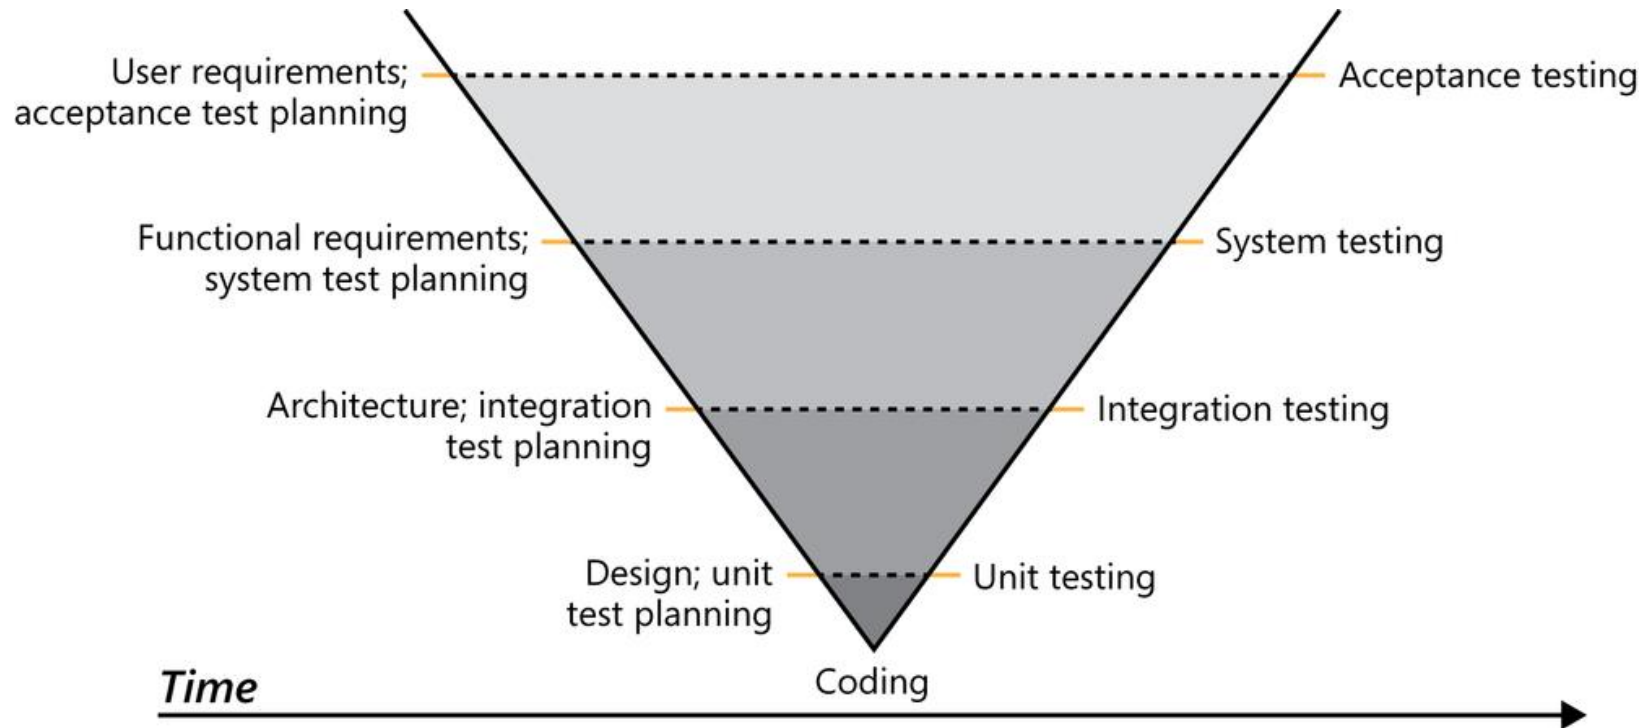 User requirements;
acceptance test planning
Acceptance testing
Functional requirements;
system test planning
System testing
Architecture; integration
test planning
Integration testing
Design; unit
test planning
Unit testing
Coding
Time